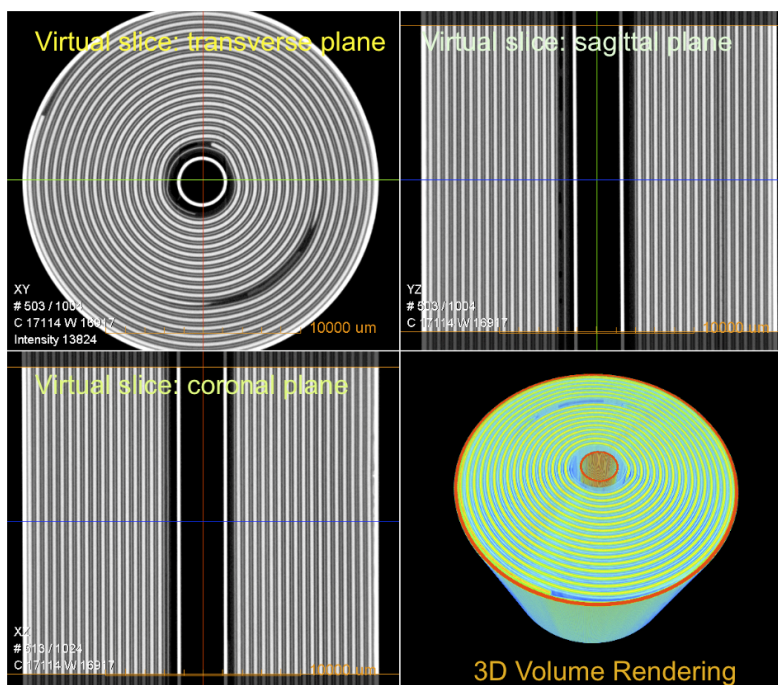 Virtual slice: transverse plane
XY
# 503 / 1004
C 17114 W 16917
Intensity 13824
10000 um
Virtual slice: sagittal plane
YZ
# 503 / 1004
C 17114 W 16917
10000 um
Virtual slice: coronal plane
XZ
# 513 / 1024
C 17114 W 16917
10000 um
3D Volume Rendering